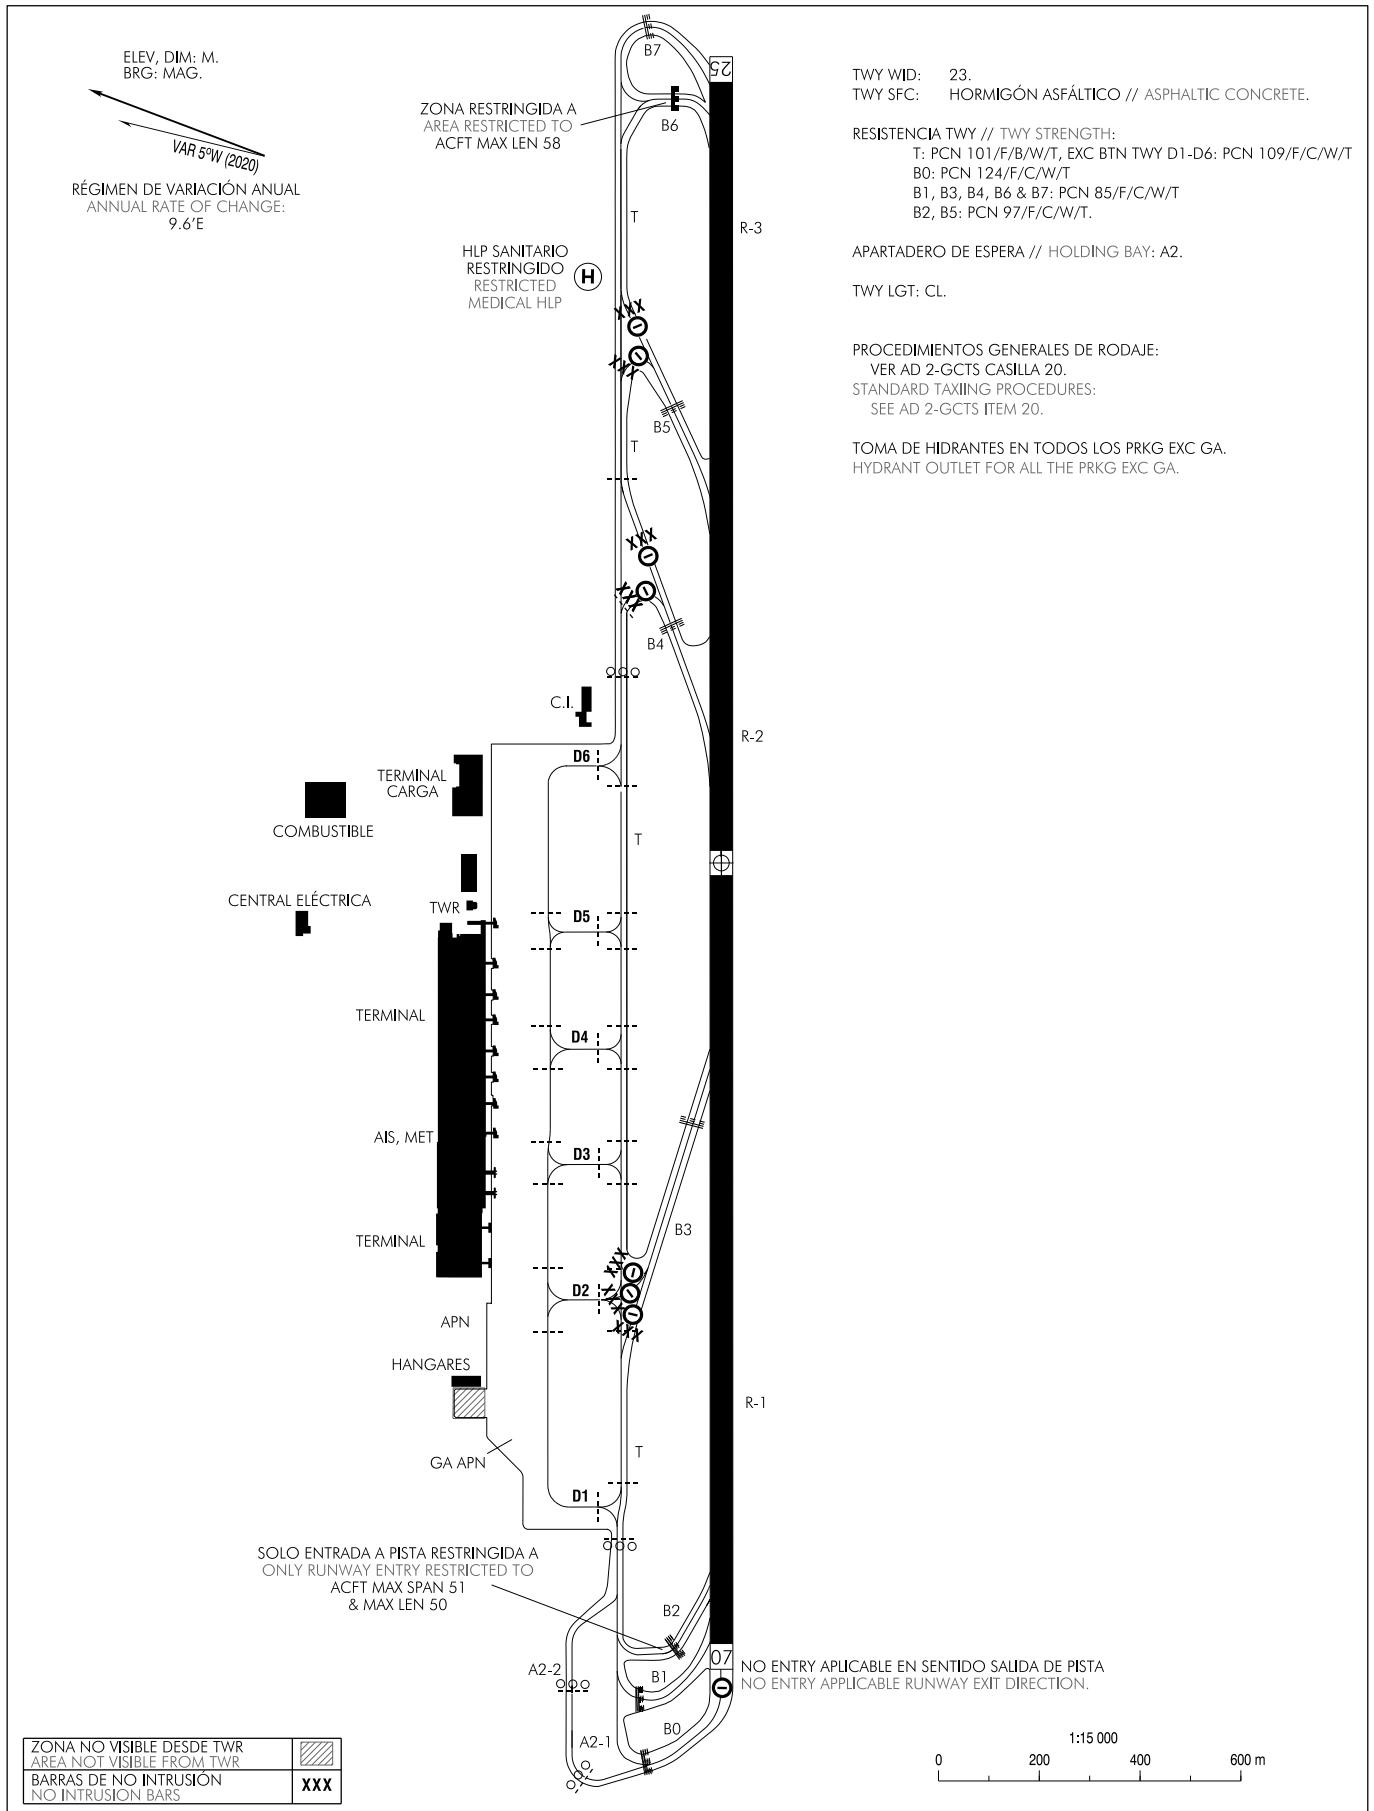 ELEV, DIM: M.
BRG: MAG.
VAR 5ºW (2020)
RÉGIMEN DE VARIACIÓN ANUAL
ANNUAL RATE OF CHANGE:
9.6'E
B7
25
ZONA RESTRINGIDA A
AREA RESTRICTED TO
ACFT MAX LEN 58
B6
TWY WID: 23.
TWY SFC: HORMIGÓN ASFÁLTICO // ASPHALTIC CONCRETE.
RESISTENCIA TWY // TWY STRENGTH:
T: PCN 101/F/B/W/T, EXC BTN TWY D1-D6: PCN 109/F/C/W/T
B0: PCN 124/F/C/W/T
B1, B3, B4, B6 & B7: PCN 85/F/C/W/T
B2, B5: PCN 97/F/C/W/T.
APARTADERO DE ESPERA // HOLDING BAY: A2.
TWY LGT: CL.
PROCEDIMIENTOS GENERALES DE RODAJE:
VER AD 2-GCTS CASILLA 20.
STANDARD TAXIING PROCEDURES:
SEE AD 2-GCTS ITEM 20.
TOMA DE HIDRANTES EN TODOS LOS PRKG EXC GA.
HYDRANT OUTLET FOR ALL THE PRKG EXC GA.
T
R-3
HLP SANITARIO
RESTRINGIDO
RESTRICTED
MEDICAL HLP
H
XXX
XXX
B5
T
XXX
XXX
B4
C.I.
R-2
D6
TERMINAL
CARGA
COMBUSTIBLE
T
CENTRAL ELÉCTRICA
TWR
D5
TERMINAL
D4
AIS, MET
D3
B3
TERMINAL
XXX
D2
XXX
XXX
APN
HANGARES
R-1
GA APN
T
D1
SOLO ENTRADA A PISTA RESTRINGIDA A
ONLY RUNWAY ENTRY RESTRICTED TO
ACFT MAX SPAN 51
& MAX LEN 50
B2
07
A2-2
B1
NO ENTRY APLICABLE EN SENTIDO SALIDA DE PISTA
NO ENTRY APPLICABLE RUNWAY EXIT DIRECTION.
B0
A2-1
ZONA NO VISIBLE DESDE TWR
AREA NOT VISIBLE FROM TWR
BARRAS DE NO INTRUSIÓN
NO INTRUSION BARS
XXX
1:15 000
0 200 400 600 m